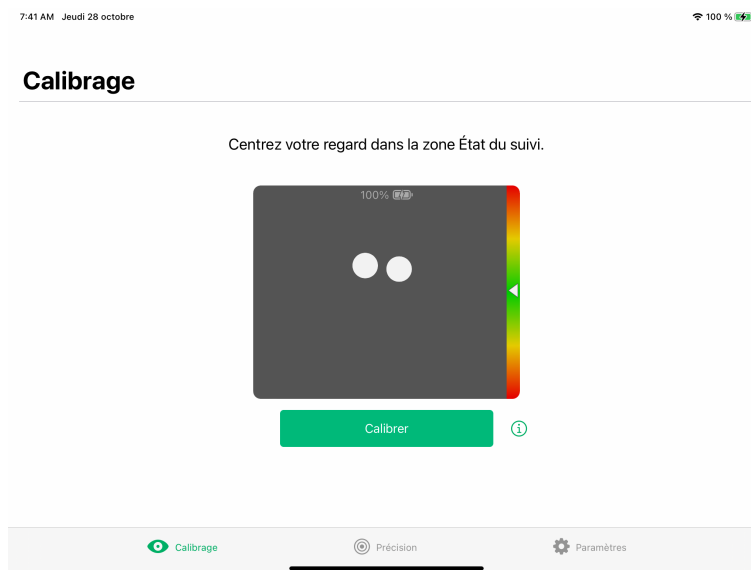 7:41 AM Jeudi 28 octobre 100 %
Calibrage
Centrez votre regard dans la zone État du suivi.
100%
Calibrer
Calibrage Précision Paramètres